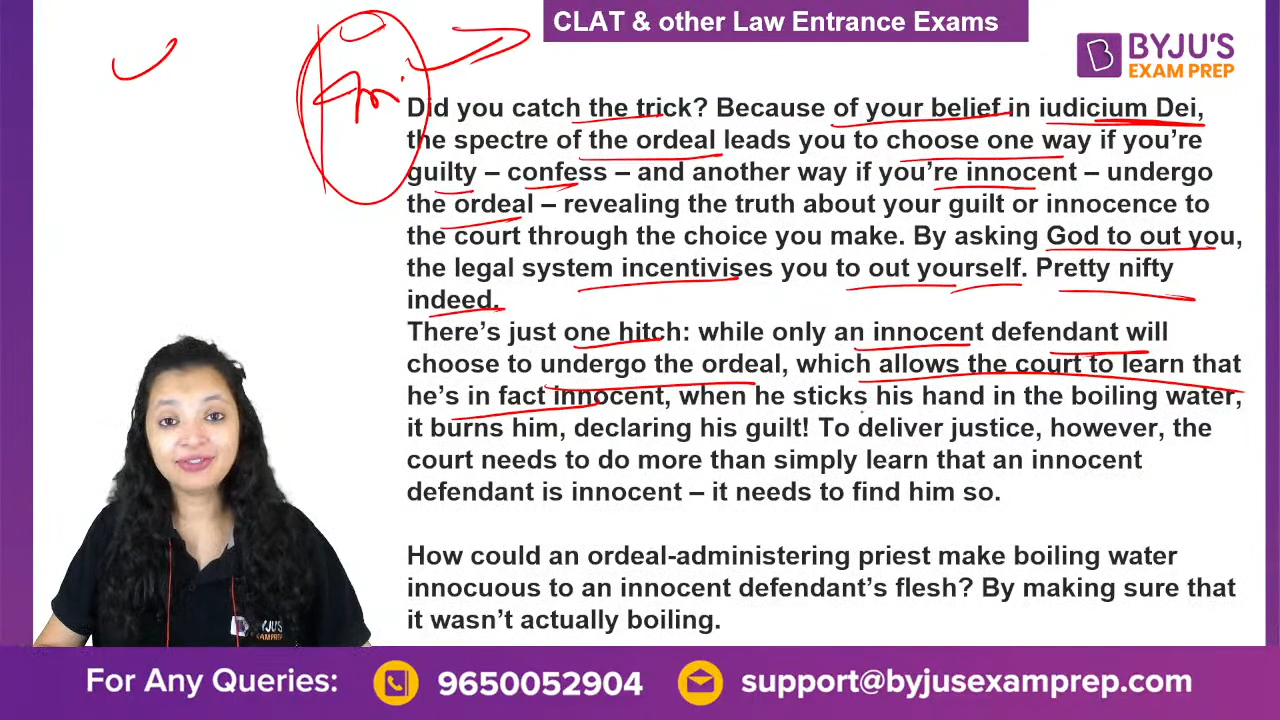 CLAT & other Law Entrance Exams
BYJU'S
EXAM PREP
Did you catch the trick? Because of your belief in iudicium Dei,
the spectre of the ordeal leads you to choose one way if you're
guilty – confess – and another way if you're innocent – undergo
the ordeal – revealing the truth about your guilt or innocence to
the court through the choice you make. By asking God to out you,
the legal system incentivises you to out yourself. Pretty nifty
indeed.
There's just one hitch: while only an innocent defendant will
choose to undergo the ordeal, which allows the court to learn that
he's in fact innocent, when he sticks his hand in the boiling water,
it burns him, declaring his guilt! To deliver justice, however, the
court needs to do more than simply learn that an innocent
defendant is innocent – it needs to find him so.
How could an ordeal-administering priest make boiling water
innocuous to an innocent defendant's flesh? By making sure that
it wasn't actually boiling.
BYJU'S
EXAM PREP
For Any Queries:
9650052904
support@byjusexamprep.com